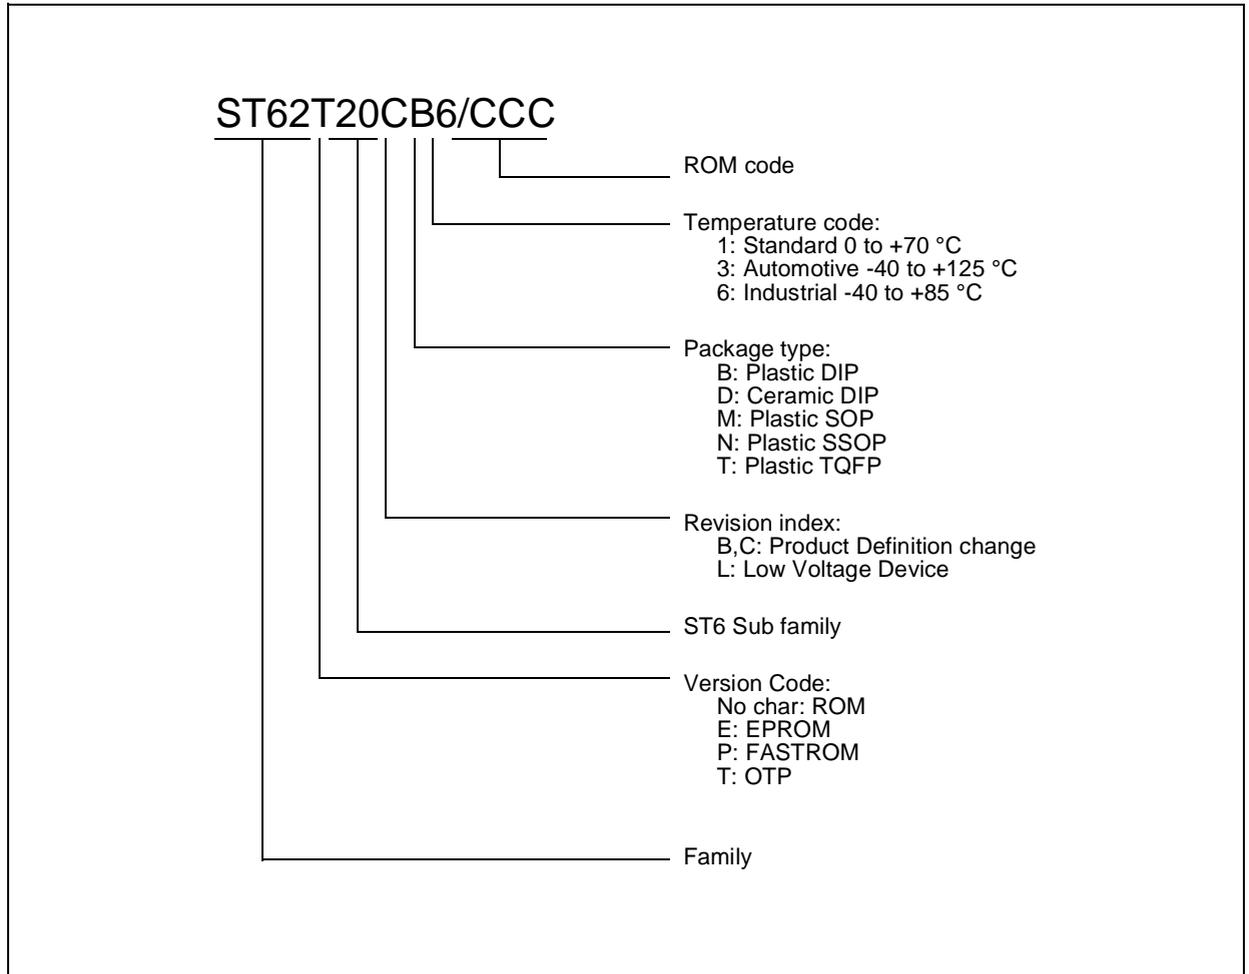 ST62T20CB6/CCC
ROM code
Temperature code:
1: Standard 0 to +70 °C
3: Automotive -40 to +125 °C
6: Industrial -40 to +85 °C
Package type:
B: Plastic DIP
D: Ceramic DIP
M: Plastic SOP
N: Plastic SSOP
T: Plastic TQFP
Revision index:
B,C: Product Definition change
L: Low Voltage Device
ST6 Sub family
Version Code:
No char: ROM
E: EPROM
P: FASTROM
T: OTP
Family